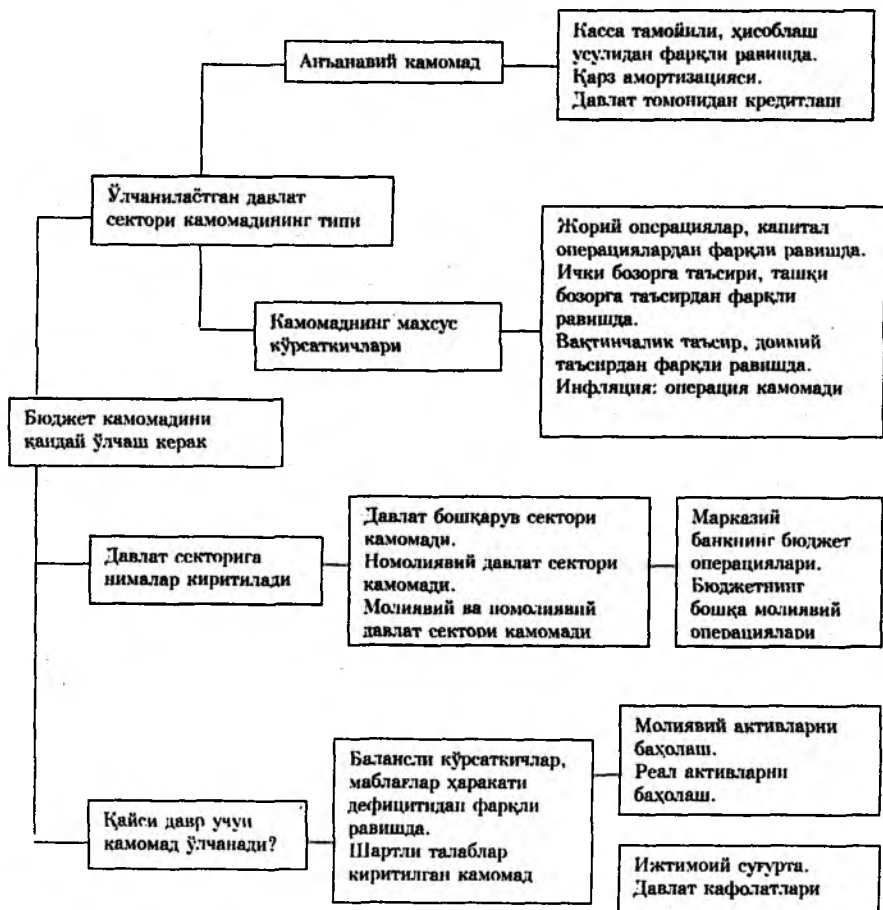 Анъанавий камомад
Касса тамойили, ҳисоблаш
усулидан фарқли равишда.
Қарз амортизацияси.
Давлат томонидан кредитлаш
Ўлчанилаётган давлат
сектори камомадининг типи
Жорий операциялар, капитал
операциялардан фарқли равишда.
Ички бозорга таъсири, ташқи
бозорга таъсирдан фарқли
равишда.
Вақтинчалик таъсир, доимий
таъсирдан фарқли равишда.
Инфляция: операция камомади
Камомаднинг махсус
кўрсаткичлари
Бюджет камомадини
қандай ўлчаш керак
Давлат секторига
нималар киритилади
Давлат бошқарув сектори
камомади.
Номолиявий давлат сектори
камомади.
Молиявий ва номолиявий
давлат сектори камомади
Марказий
банкнинг бюджет
операциялари.
Бюджетнинг
бошқа молиявий
операциялари
Қайси давр учун
камомад ўлчанади?
Балансли кўрсаткичлар,
маблағлар ҳаракати
дефицитидан фарқли
равишда.
Шартли талаблар
киритилган камомад
Молиявий активларни
баҳолаш.
Реал активларни
баҳолаш.
Ижтимоий суғурта.
Давлат кафолатлари